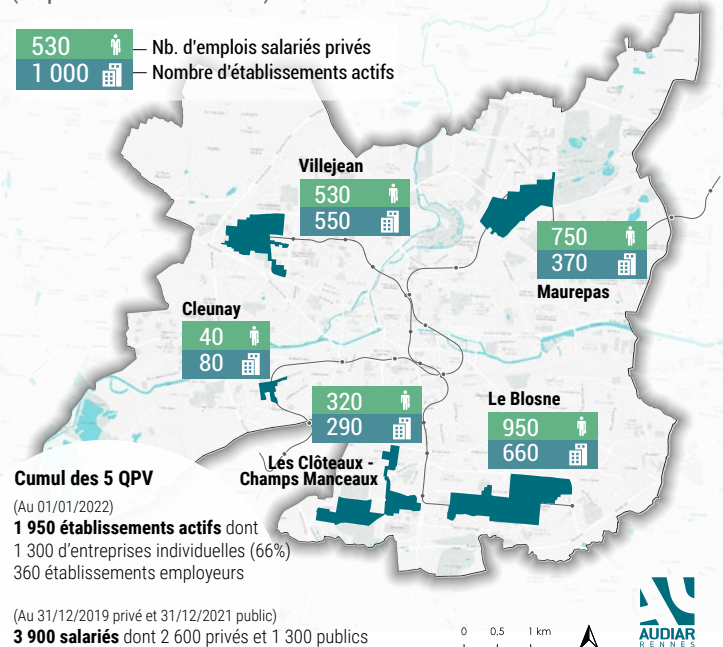 530
Nb. d'emplois salariés privés
1 000
Nombre d'établissements actifs
Villejean
530
550
750
370
Maurepas
Cleunay
40
80
320
290
Les Clôteaux -
Champs Manceaux
Le Blosne
950
660
Cumul des 5 QPV
(Au 01/01/2022)
1 950 établissements actifs dont
1 300 d'entreprises individuelles (66%)
360 établissements employeurs
(Au 31/12/2019 privé et 31/12/2021 public)
3 900 salariés dont 2 600 privés et 1 300 publics
0 0,5 1 km
AUDIAR
RENNES